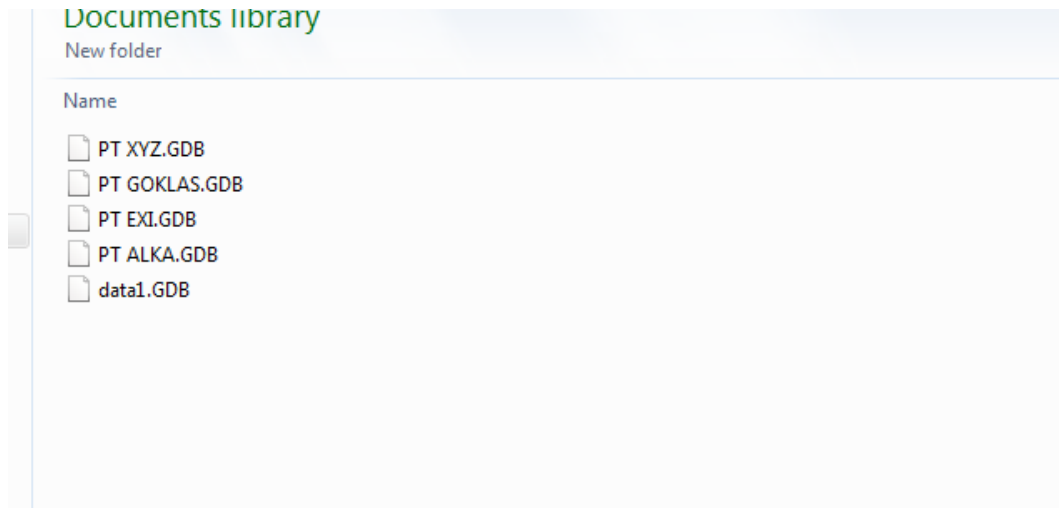 Documents library
New folder
Name
PT XYZ.GDB
PT GOKLAS.GDB
PT EXI.GDB
PT ALKA.GDB
data1.GDB